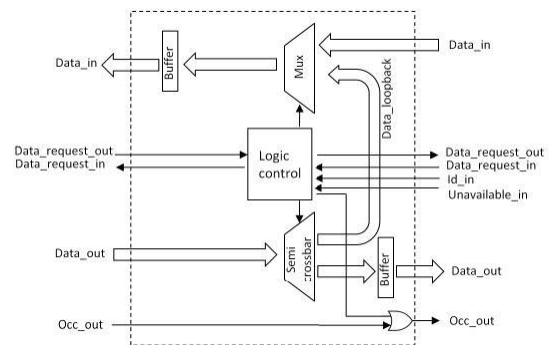 Data_in
Buffer
Mux
Data_in
Data_loopback
Data_request_out
Data_request_in
Logic
control
Data_request_out
Data_request_in
Id_in
Unavailable_in
Data_out
Semi
crossbar
Buffer
Data_out
Occ_out
Occ_out